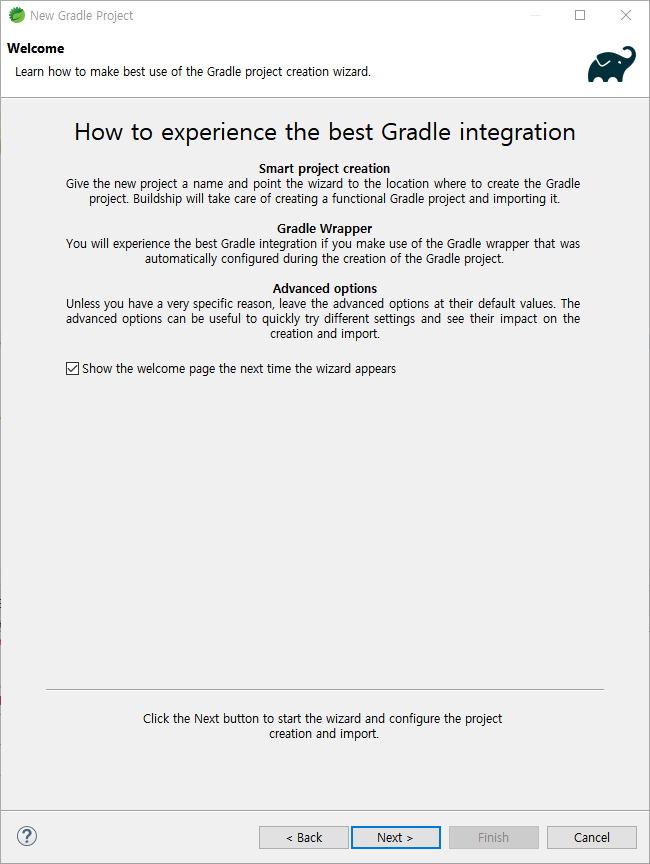 New Gradle Project
Welcome
Learn how to make best use of the Gradle project creation wizard.
How to experience the best Gradle integration
Smart project creation
Give the new project a name and point the wizard to the location where to create the Gradle
project. Buildship will take care of creating a functional Gradle project and importing it.
Gradle Wrapper
You will experience the best Gradle integration if you make use of the Gradle wrapper that was
automatically configured during the creation of the Gradle project.
Advanced options
Unless you have a very specific reason, leave the advanced options at their default values. The
advanced options can be useful to quickly try different settings and see their impact on the
creation and import.
Show the welcome page the next time the wizard appears
Click the Next button to start the wizard and configure the project
creation and import.
?
< Back
Next >
Finish
Cancel